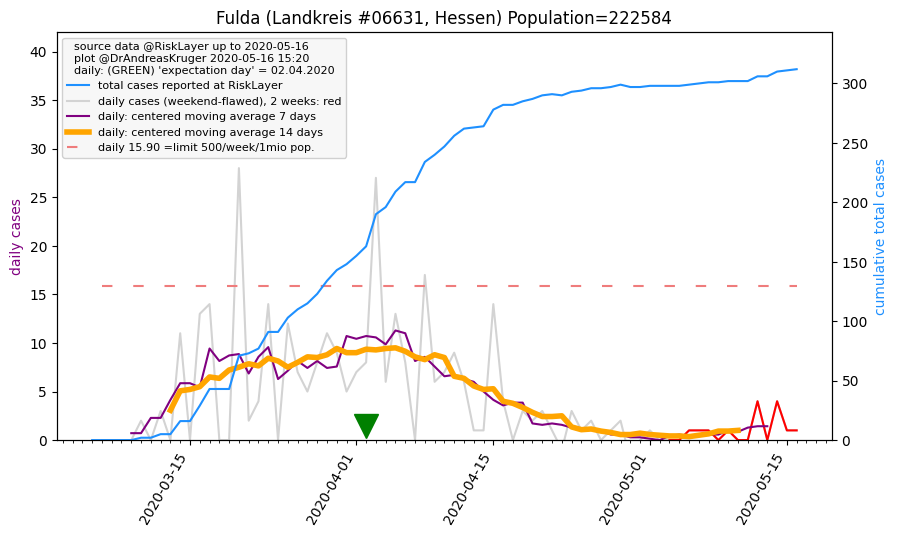 Fulda (Landkreis #06631, Hessen) Population=222584
source data @RiskLayer up to 2020-05-16
plot @DrAndreasKruger 2020-05-16 15:20
daily: (GREEN) 'expectation day' = 02.04.2020
total cases reported at RiskLayer
daily cases (weekend-flawed), 2 weeks: red
daily: centered moving average 7 days
daily: centered moving average 14 days
daily 15.90 =limit 500/week/1mio pop.
daily cases
40
35
30
25
20
15
10
5
0
cumulative total cases
300
250
200
150
100
50
0
2020-03-15
2020-04-01
2020-04-15
2020-05-01
2020-05-15